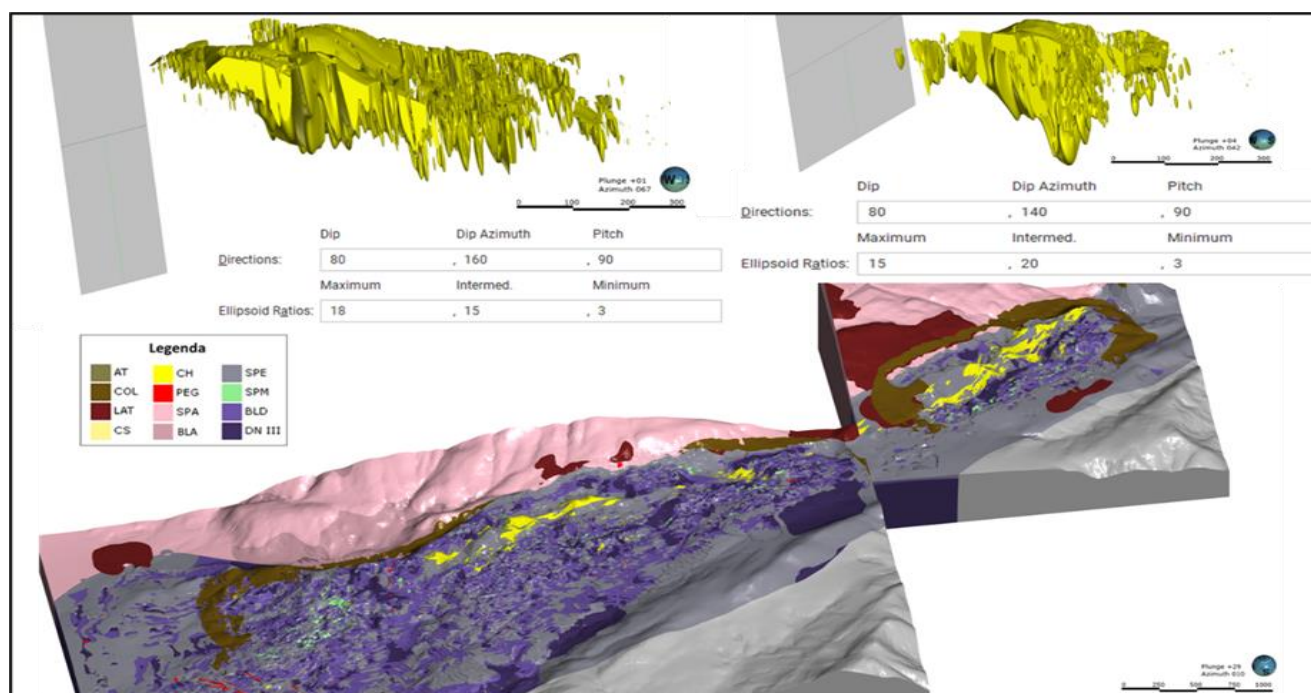 Plunge +01
Azimuth 067
0 100 200 300
Dip Dip Azimuth Pitch
Directions: 80 , 160 , 90
Maximum Intermed. Minimum
Ellipsoid Ratios: 18 , 15 , 3
Plunge +04
Azimuth 042
0 100 200 300
Dip Dip Azimuth Pitch
Directions: 80 , 140 , 90
Maximum Intermed. Minimum
Ellipsoid Ratios: 15 , 20 , 3
Legenda
AT CH SPE
COL PEG SPM
LAT SPA BLD
CS BLA DN III
Plunge +29
Azimuth 010
0 250 500 750 1000